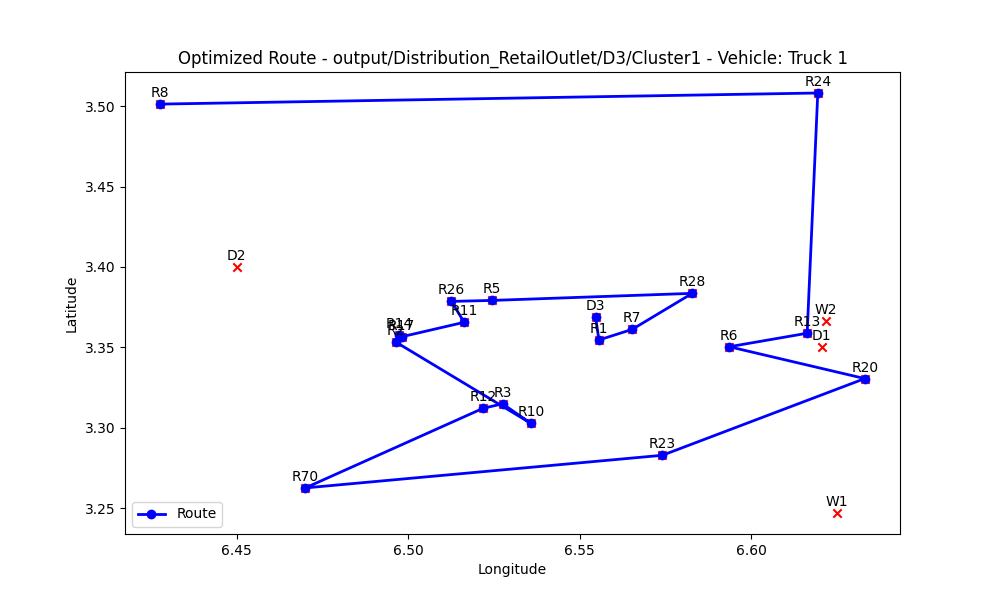 Optimized Route - output/Distribution_RetailOutlet/D3/Cluster1 - Vehicle: Truck 1
R24
R8
3.50
3.45
D2
3.40
R28
R26
R5
D3
R11
W2
R7
R13
R1
R6
D1
3.35
R20
R12
R3
R10
3.30
R23
R70
W1
3.25
Route
6.45
6.50
6.55
6.60
Longitude
Latitude